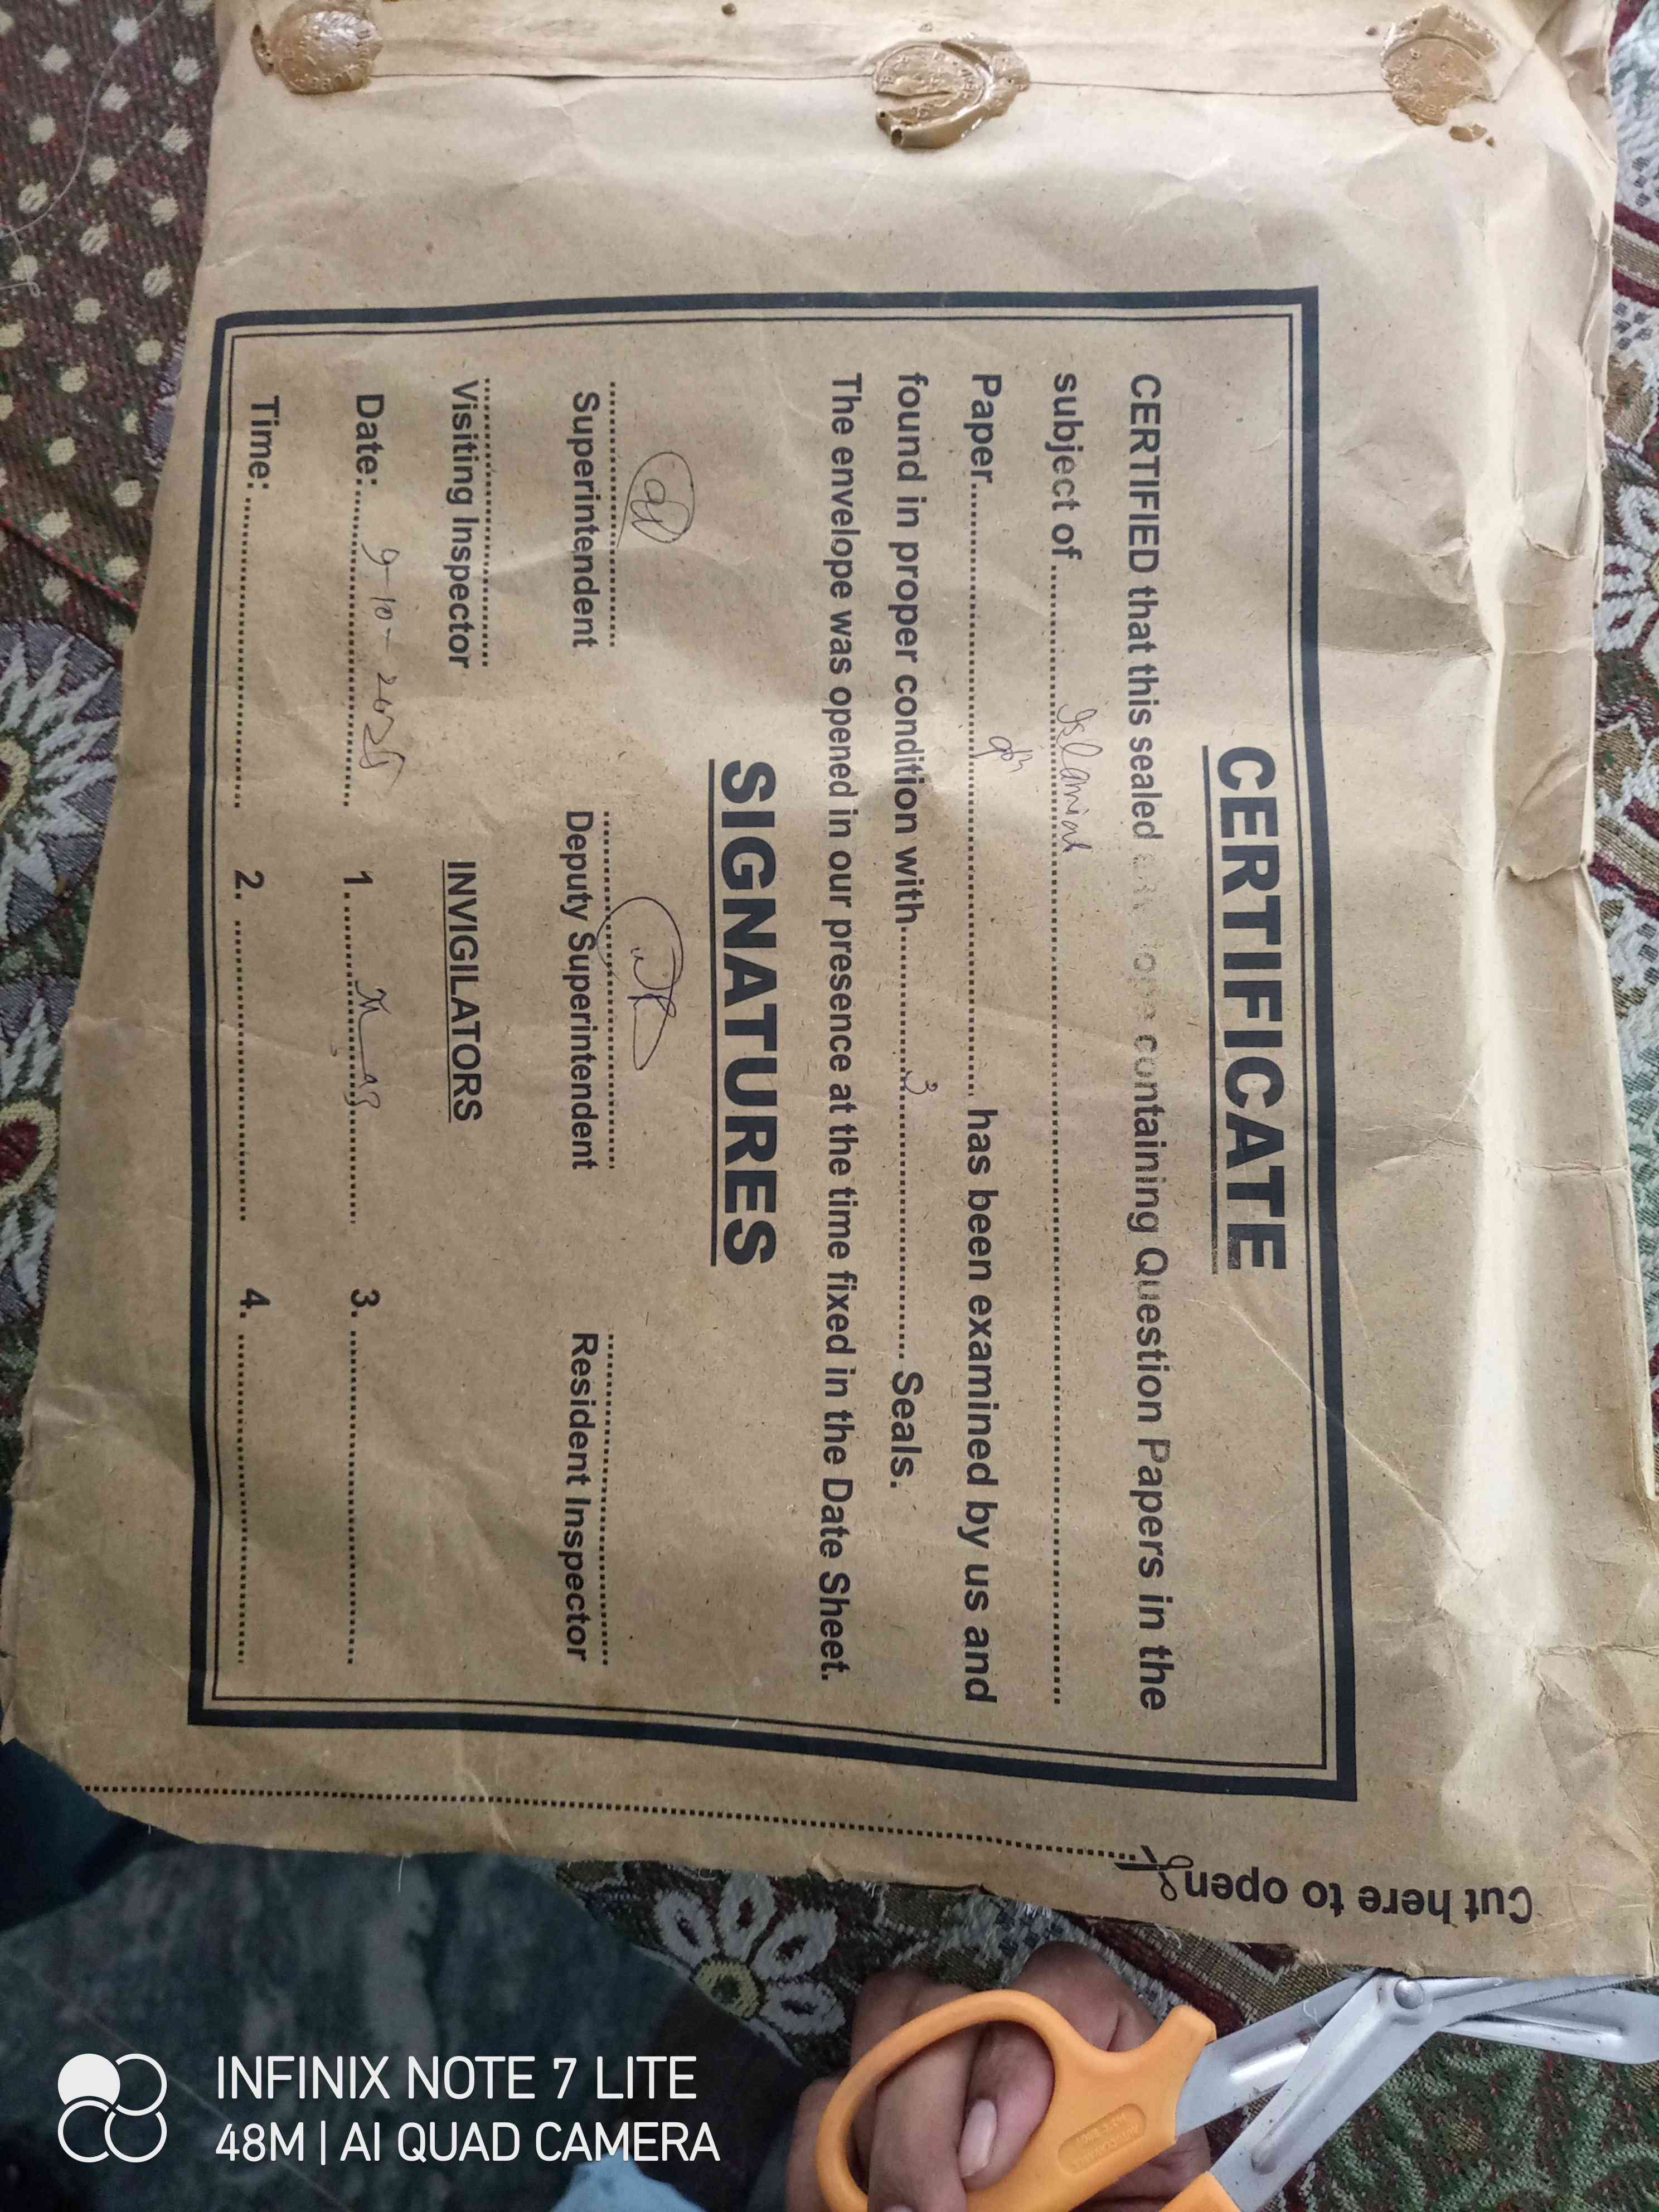 CERTIFICATE
CERTIFIED that this sealed containing Question Papers in the
subject of
Paper has been examined by us and
found in proper condition with 3 Seals.
The envelope was opened in our presence at the time fixed in the Date Sheet.
SIGNATURES
Superintendent Deputy Superintendent Resident Inspector
Visiting Inspector INVIGILATORS
Date: 9-10-2025 1. 3.
Time: 2. 4.
Cut here to open
INFINIX NOTE 7 LITE
48M | AI QUAD CAMERA